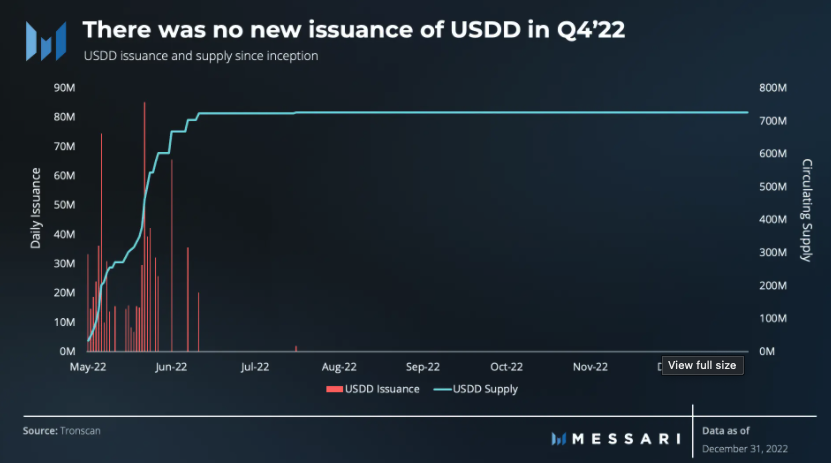 There was no new issuance of USDD in Q4'22
USDD issuance and supply since inception
90M
80M
70M
60M
50M
40M
30M
20M
10M
0M
Daily Issuance
800M
700M
600M
500M
400M
300M
200M
100M
0M
Circulating Supply
May-22 Jun-22 Jul-22 Aug-22 Sep-22 Oct-22 Nov-22
View full size
USDD Issuance USDD Supply
Source: Tronscan
MESSARI
Data as of
December 31, 2022